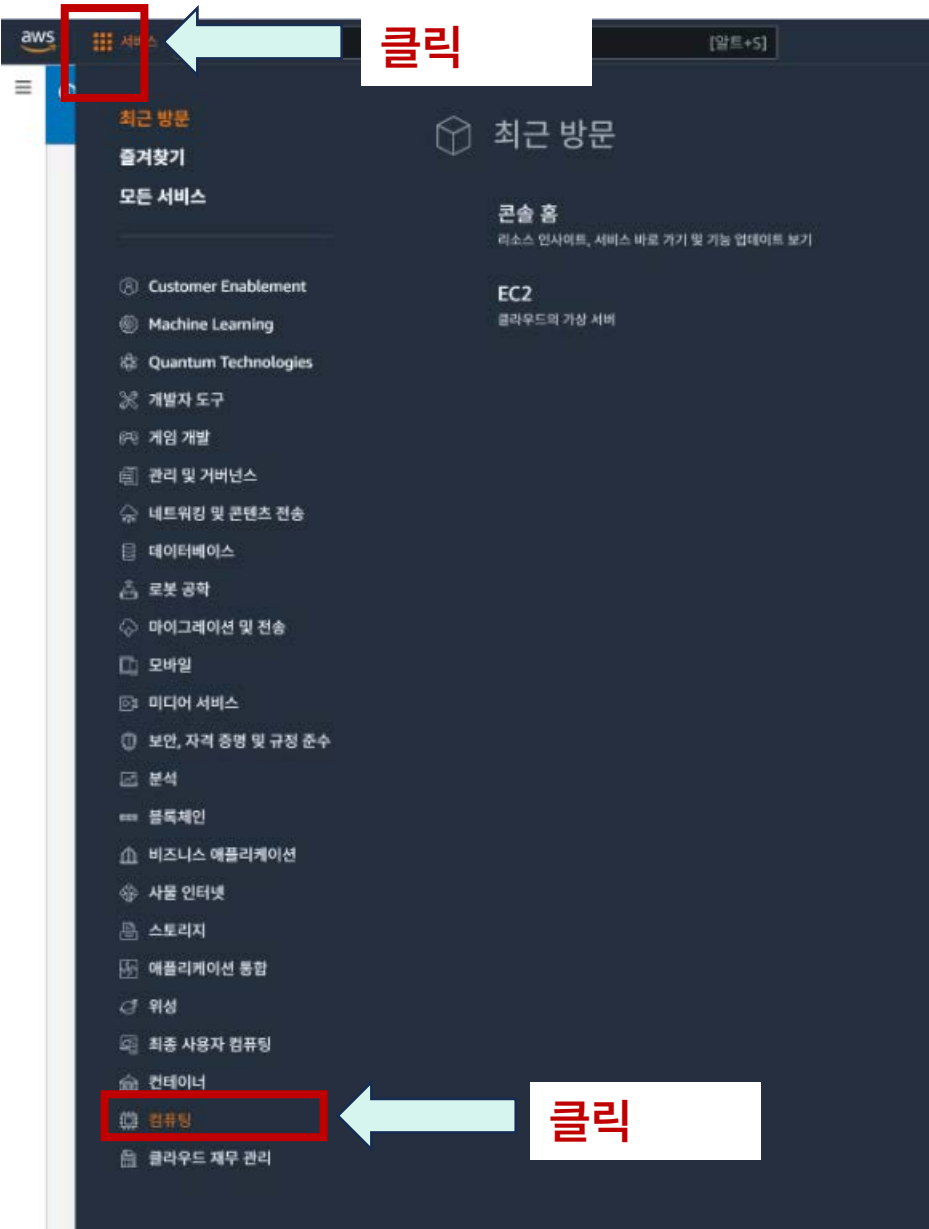 aws
서비스
클릭
[알트+S]
최근 방문
즐겨찾기
모든 서비스
최근 방문
콘솔 홈
리소스 인사이트, 서비스 바로 가기 및 기능 업데이트 보기
EC2
클라우드의 가상 서버
Customer Enablement
Machine Learning
Quantum Technologies
개발자 도구
게임 개발
관리 및 거버넌스
네트워킹 및 콘텐츠 전송
데이터베이스
로봇 공학
마이그레이션 및 전송
모바일
미디어 서비스
보안, 자격 증명 및 규정 준수
분석
블록체인
비즈니스 애플리케이션
사물 인터넷
스토리지
애플리케이션 통합
위성
최종 사용자 컴퓨팅
컨테이너
컴퓨팅
클릭
클라우드 재무 관리